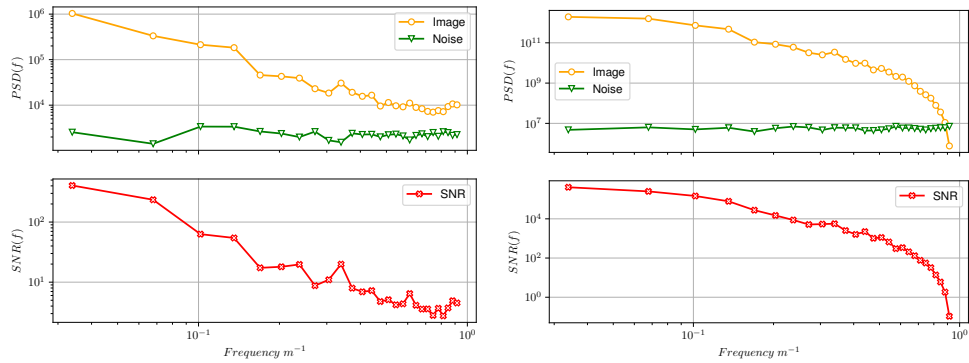 10^6
10^5
10^4
PSD(f)
Image
Noise
10^2
10^1
SNR(f)
SNR
10^-1
10^0
Frequency m^-1
10^11
10^9
10^7
PSD(f)
Image
Noise
10^4
10^2
10^0
SNR(f)
SNR
10^-1
10^0
Frequency m^-1